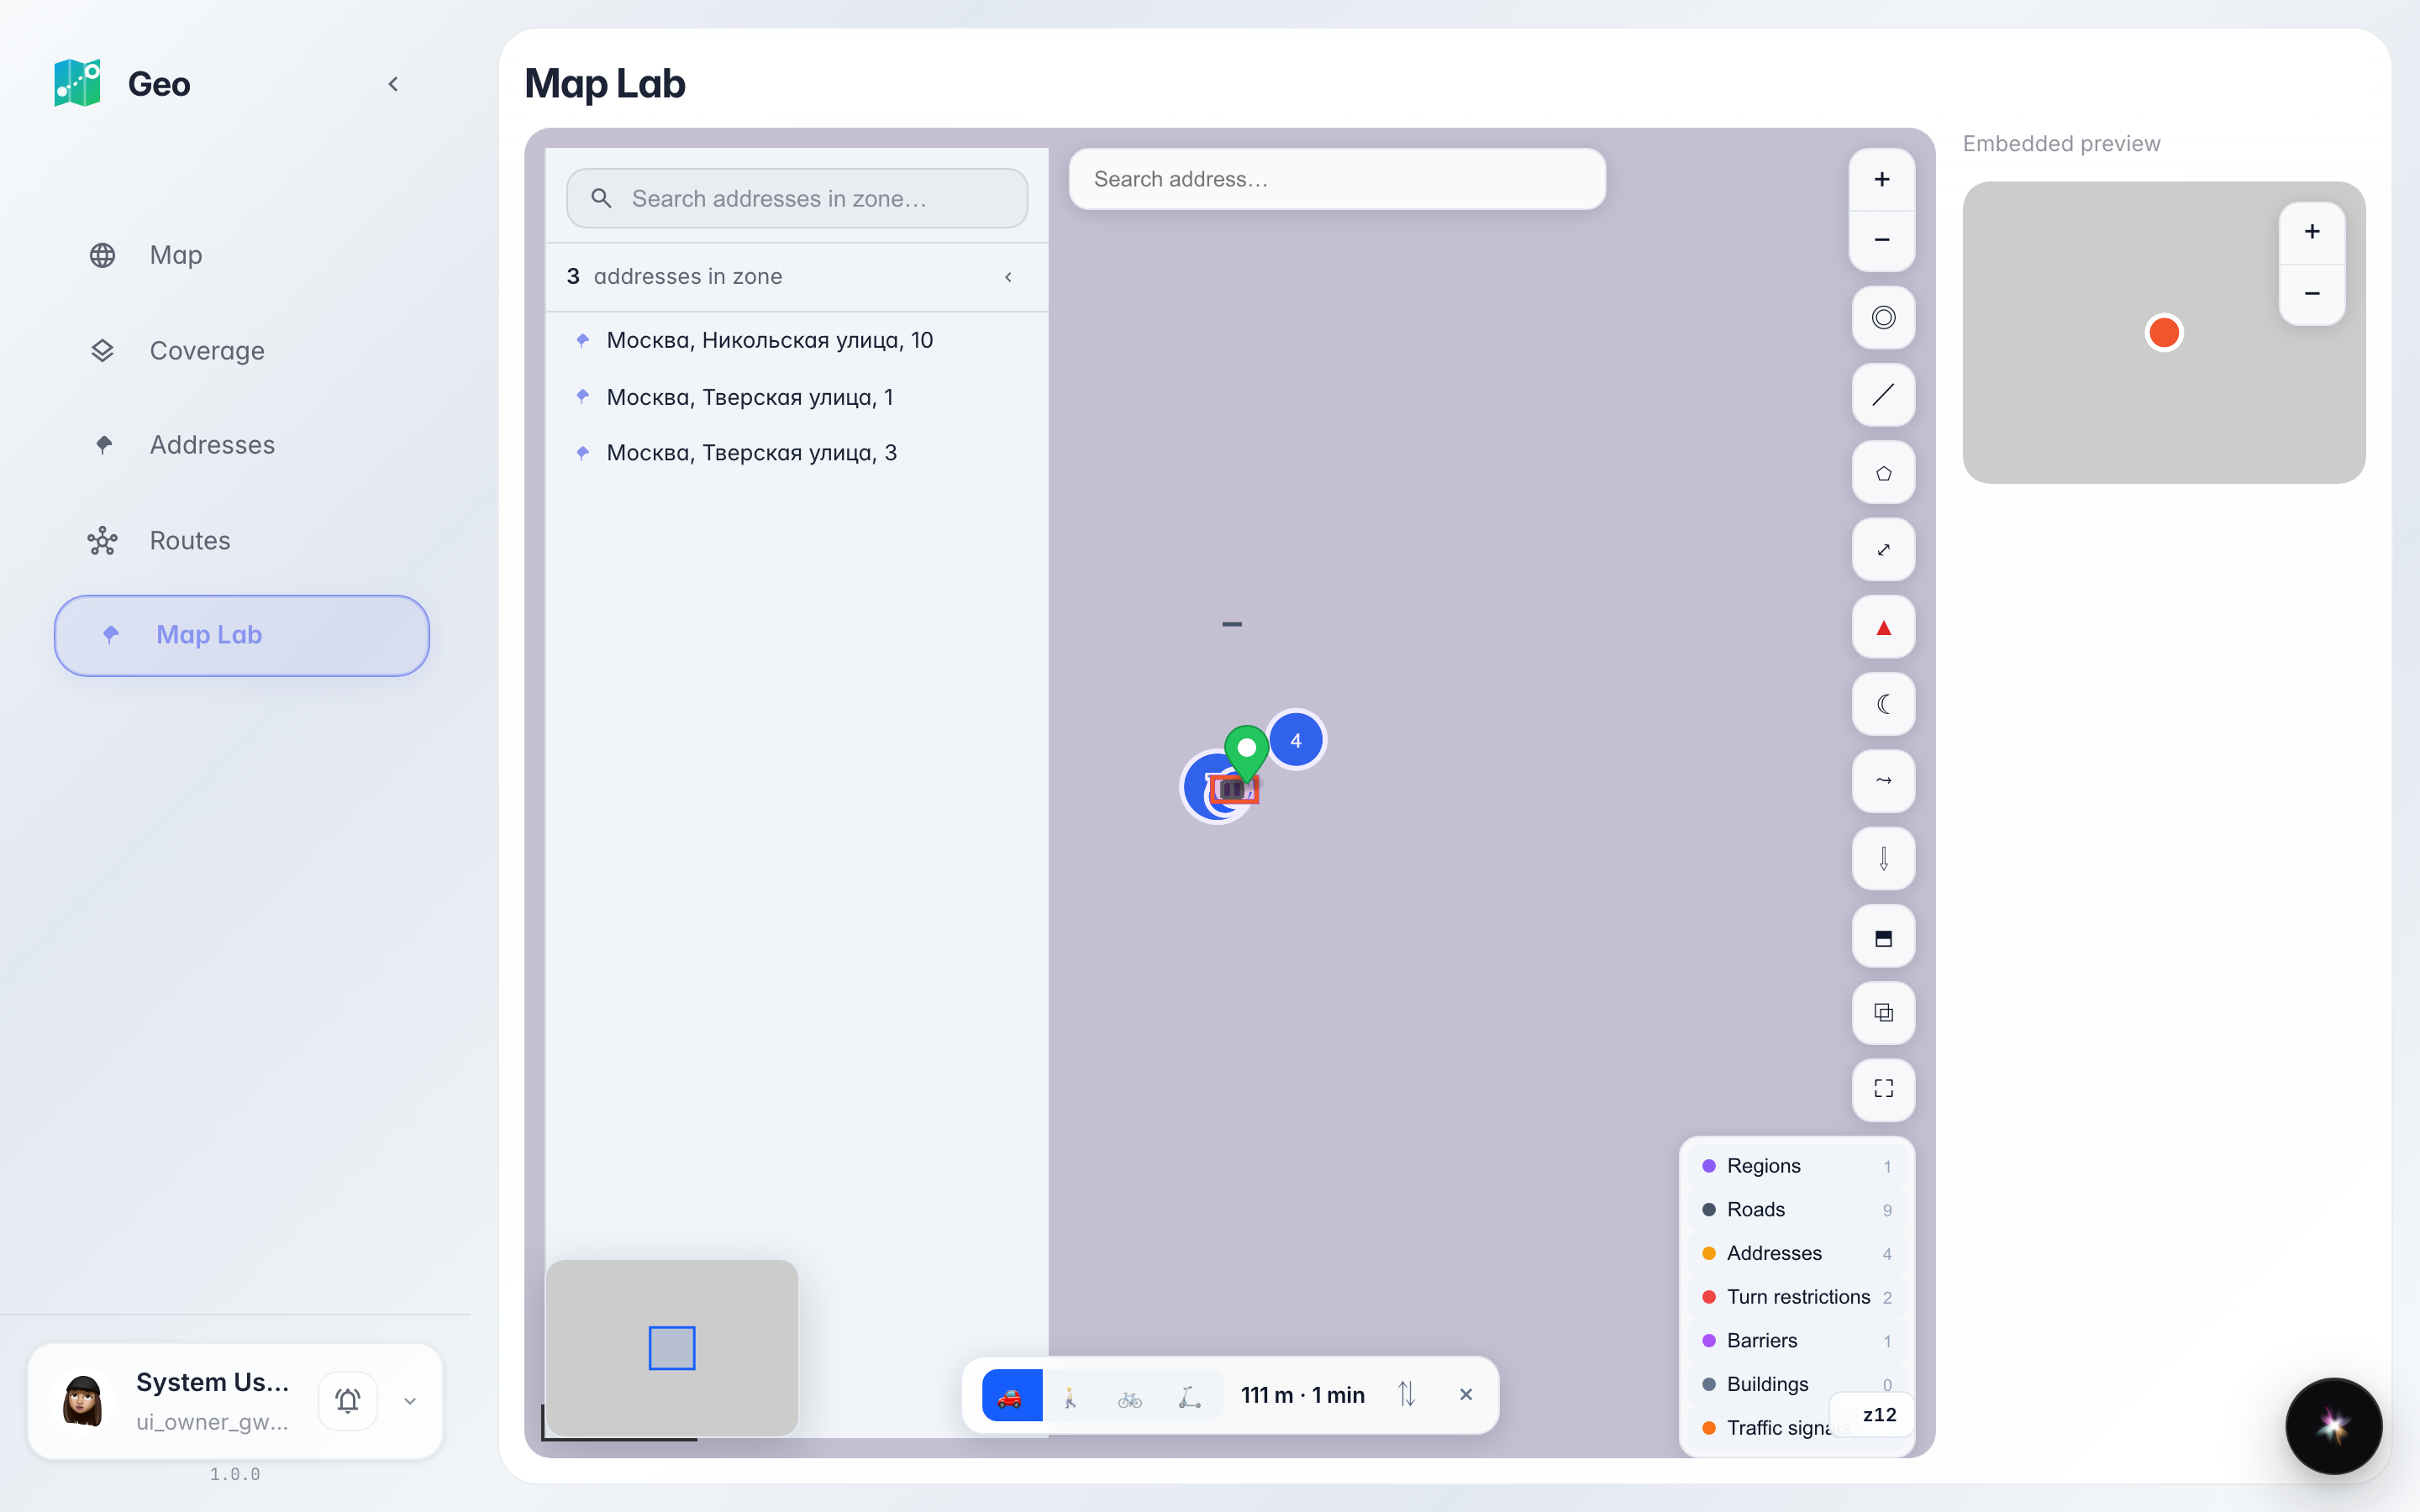 Geo
Map
Coverage
Addresses
Routes
Map Lab
System Us...
ui_owner_gw...
1.0.0
Map Lab
Search addresses in zone...
3 addresses in zone
Москва, Никольская улица, 10
Москва, Тверская улица, 1
Москва, Тверская улица, 3
Search address...
4
111 m · 1 min
Regions 1
Roads 9
Addresses 4
Turn restrictions 2
Barriers 1
Buildings 0
Traffic signa
z12
Embedded preview